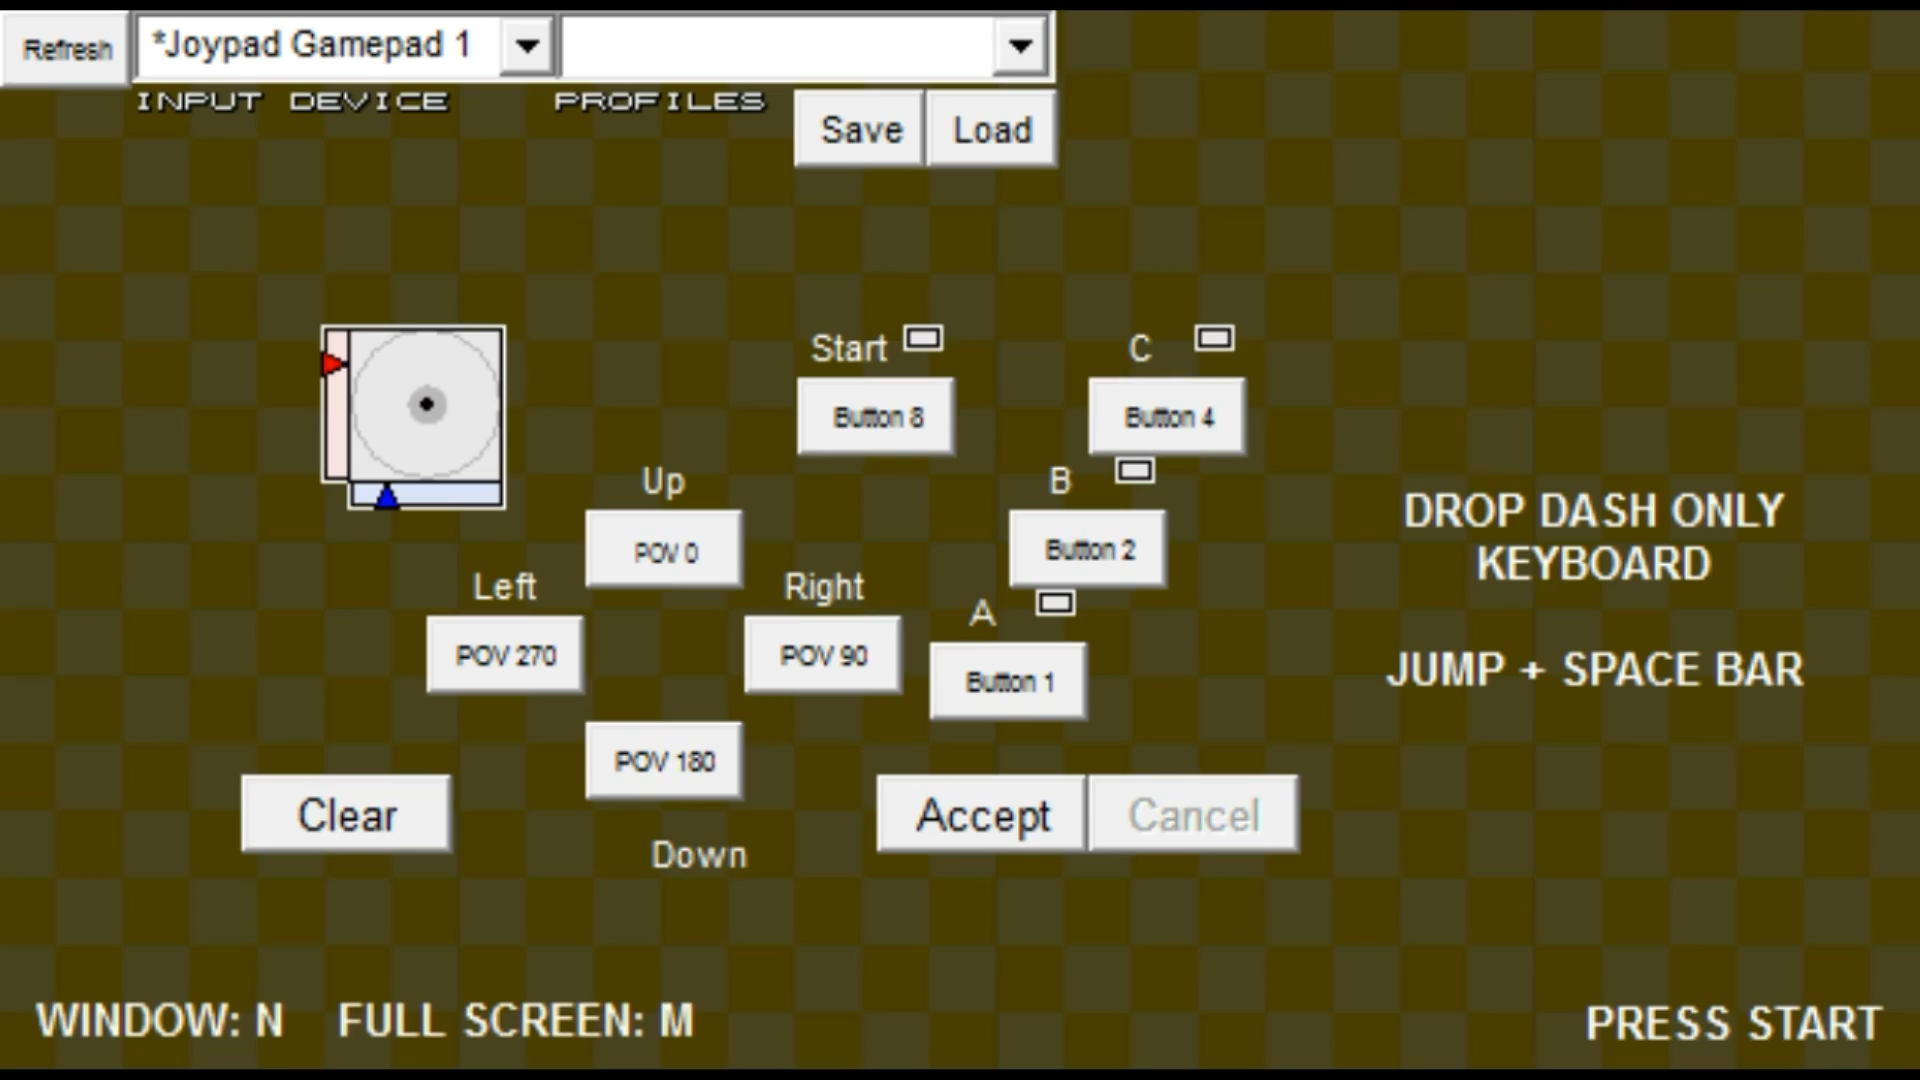 Refresh
*Joypad Gamepad 1
INPUT DEVICE
PROFILES
Save
Load
Start
C
Button 8
Button 4
Up
B
POV 0
Button 2
Left
Right
A
POV 270
POV 90
Button 1
POV 180
Clear
Accept
Cancel
Down
DROP DASH ONLY
KEYBOARD
JUMP + SPACE BAR
WINDOW: N
FULL SCREEN: M
PRESS START